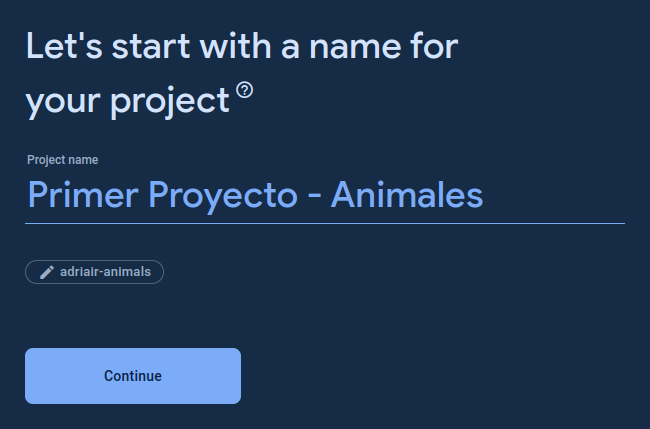 Let's start with a name for
your project
Project name
Primer Proyecto - Animales
adriair-animals
Continue